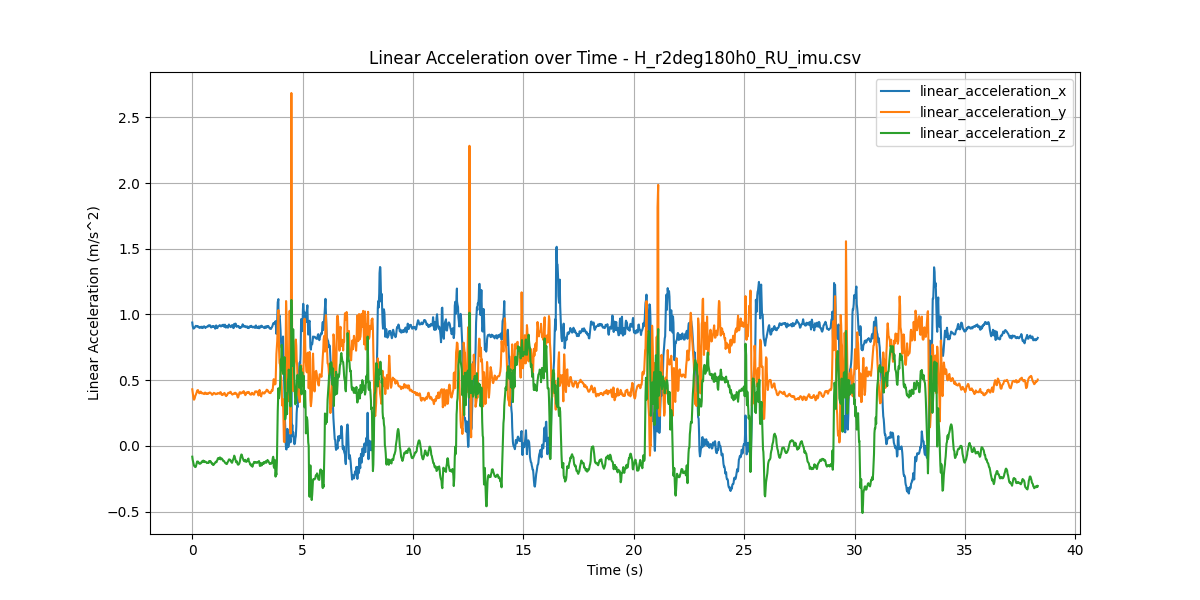 Linear Acceleration over Time - H_r2deg180h0_RU_imu.csv
linear_acceleration_x
linear_acceleration_y
linear_acceleration_z
Linear Acceleration (m/s^2)
2.5
2.0
1.5
1.0
0.5
0.0
−0.5
0 5 10 15 20 25 30 35 40
Time (s)